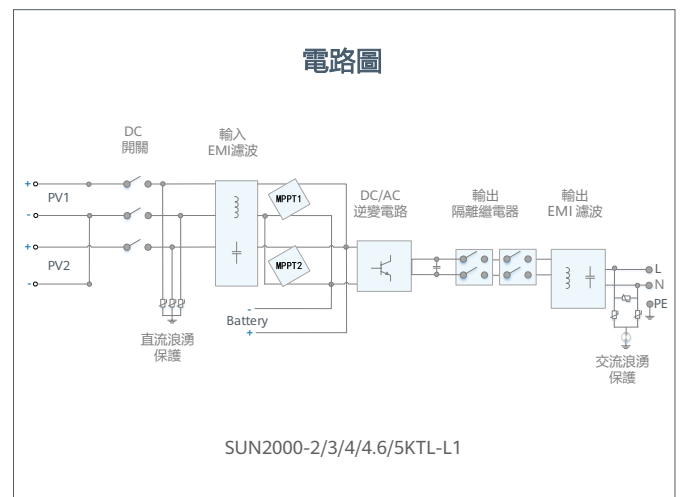 電路圖
DC
開關
輸入
EMI濾波
DC/AC
逆變電路
輸出
隔離繼電器
輸出
EMI 濾波
+
PV1
-
+
PV2
-
MPPT1
MPPT2
-
Battery
+
直流浪湧
保護
L
N
PE
交流浪湧
保護
SUN2000-2/3/4/4.6/5KTL-L1